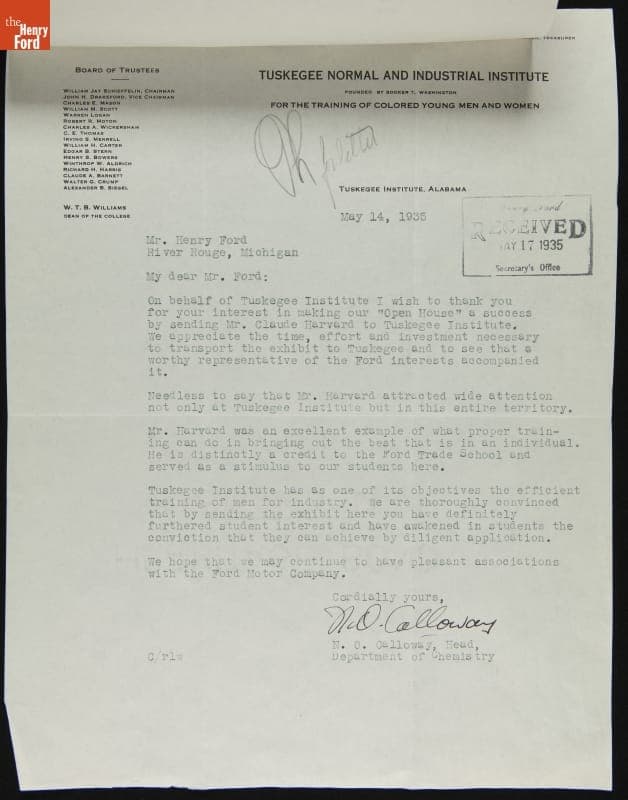 the
Henry
Ford
TREASURER
BOARD OF TRUSTEES
WILLIAM JAY SCHIEFFELIN, CHAIRMAN
JOHN H. DRAKEFORD, VICE CHAIRMAN
CHARLES E. MASON
WILLIAM M. SCOTT
WARREN LOGAN
ROBERT R. MOTON
CHARLES A. WICKERSHAM
C. E. THOMAS
IRVING S. MERRELL
WILLIAM H. CARTER
EDGAR B. STERN
HENRY S. BOWERS
WINTHROP W. ALDRICH
RICHARD H. HARRIS
CLAUDE A. BARNETT
WALTER G. CRUMP
ALEXANDER B. SIEGEL
W. T. B. WILLIAMS
DEAN OF THE COLLEGE
TUSKEGEE NORMAL AND INDUSTRIAL INSTITUTE
FOUNDED BY BOOKER T. WASHINGTON
FOR THE TRAINING OF COLORED YOUNG MEN AND WOMEN
TUSKEGEE INSTITUTE, ALABAMA
May 14, 1935
RECEIVED
MAY 17 1935
Secretary's Office
Mr. Henry Ford
River Rouge, Michigan
My dear Mr. Ford:
On behalf of Tuskegee Institute I wish to thank you
for your interest in making our "Open House" a success
by sending Mr. Claude Harvard to Tuskegee Institute.
We appreciate the time, effort and investment necessary
to transport the exhibit to Tuskegee and to see that a
worthy representative of the Ford interests accompanied
it.
Needless to say that Mr. Harvard attracted wide attention
not only at Tuskegee Institute but in this entire territory.
Mr. Harvard was an excellent example of what proper train-
ing can do in bringing out the best that is in an individual.
He is distinctly a credit to the Ford Trade School and
served as a stimulus to our students here.
Tuskegee Institute has as one of its objectives the efficient
training of men for industry. We are thoroughly convinced
that by sending the exhibit here you have definitely
furthered student interest and have awakened in students the
conviction that they can achieve by diligent application.
We hope that we may continue to have pleasant associations
with the Ford Motor Company.
Cordially yours,
N.O. Calloway
N. O. Calloway, Head,
C/rlw Department of Chemistry